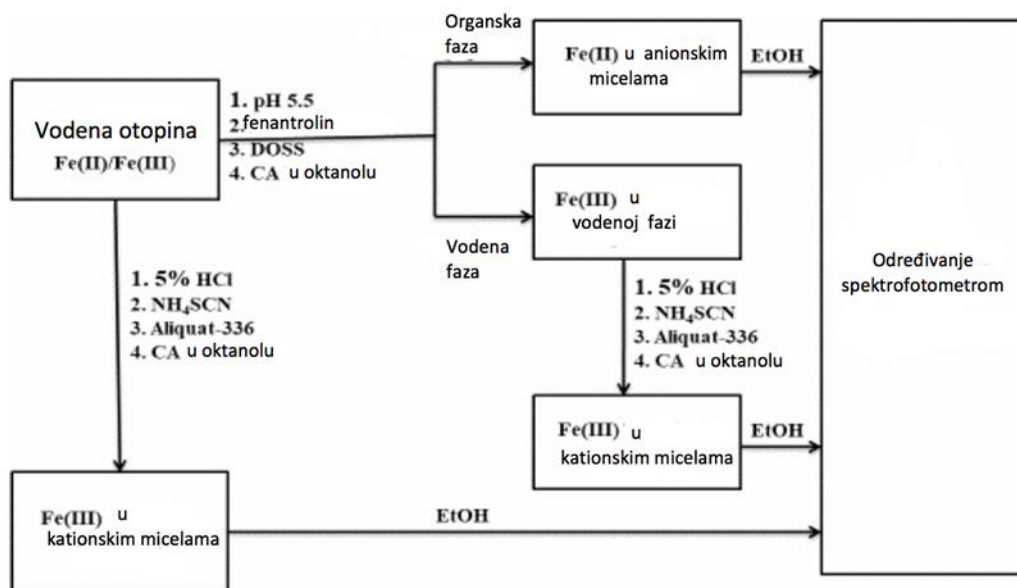 Vodena otopina
Fe(II)/Fe(III)
1. pH 5.5
2. fenantrolin
3. DOSS
4. CA u oktanolu
Organska
faza
Fe(II) u anionskim
micelama
EtOH
Vodena
faza
Fe(III) u
vodenoj fazi
1. 5% HCl
2. NH₄SCN
3. Aliquat-336
4. CA u oktanolu
1. 5% HCl
2. NH₄SCN
3. Aliquat-336
4. CA u oktanolu
Fe(III) u
kationskim micelama
EtOH
Fe(III) u
kationskim micelama
EtOH
Određivanje
spektrofotometrom